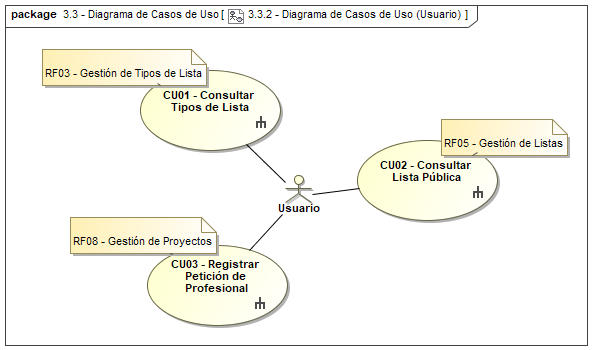 package 3.3 - Diagrama de Casos de Uso [ 3.3.2 - Diagrama de Casos de Uso (Usuario) ]
RF03 - Gestión de Tipos de Lista
CU01 - Consultar
Tipos de Lista
RF05 - Gestión de Listas
CU02 - Consultar
Lista Pública
Usuario
RF08 - Gestión de Proyectos
CU03 - Registrar
Petición de
Profesional